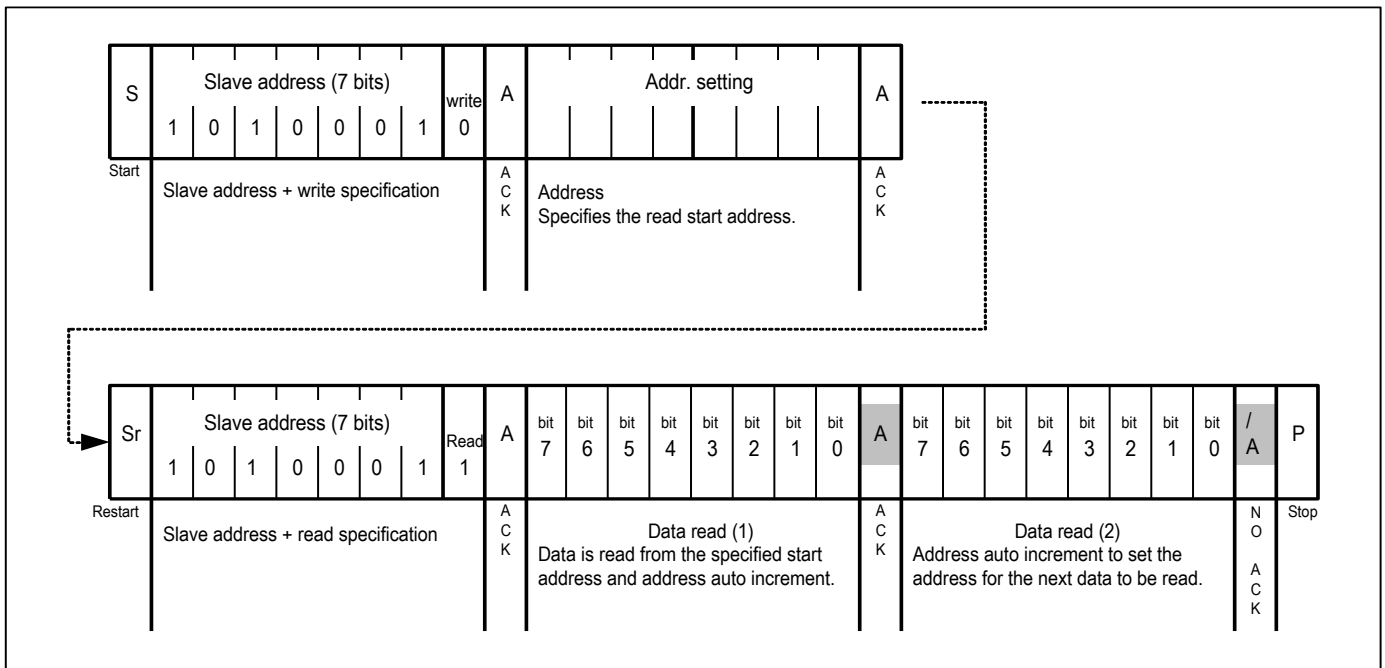 S Slave address (7 bits) write A Addr. setting A
1 0 1 0 0 0 1 0
Start
Slave address + write specification
A
C
K
Address
Specifies the read start address.
A
C
K
Sr Slave address (7 bits) Read A bit bit bit bit bit bit bit bit A bit bit bit bit bit bit bit bit / P
7 6 5 4 3 2 1 0 7 6 5 4 3 2 1 0 A
1 0 1 0 0 0 1 1
Restart
Slave address + read specification
A
C
K
Data read (1)
Data is read from the specified start
address and address auto increment.
A
C
K
Data read (2)
Address auto increment to set the
address for the next data to be read.
N
O
A
C
K
Stop